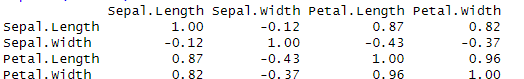 Sepal.Length Sepal.Width Petal.Length Petal.Width
Sepal.Length 1.00 -0.12 0.87 0.82
Sepal.Width -0.12 1.00 -0.43 -0.37
Petal.Length 0.87 -0.43 1.00 0.96
Petal.Width 0.82 -0.37 0.96 1.00